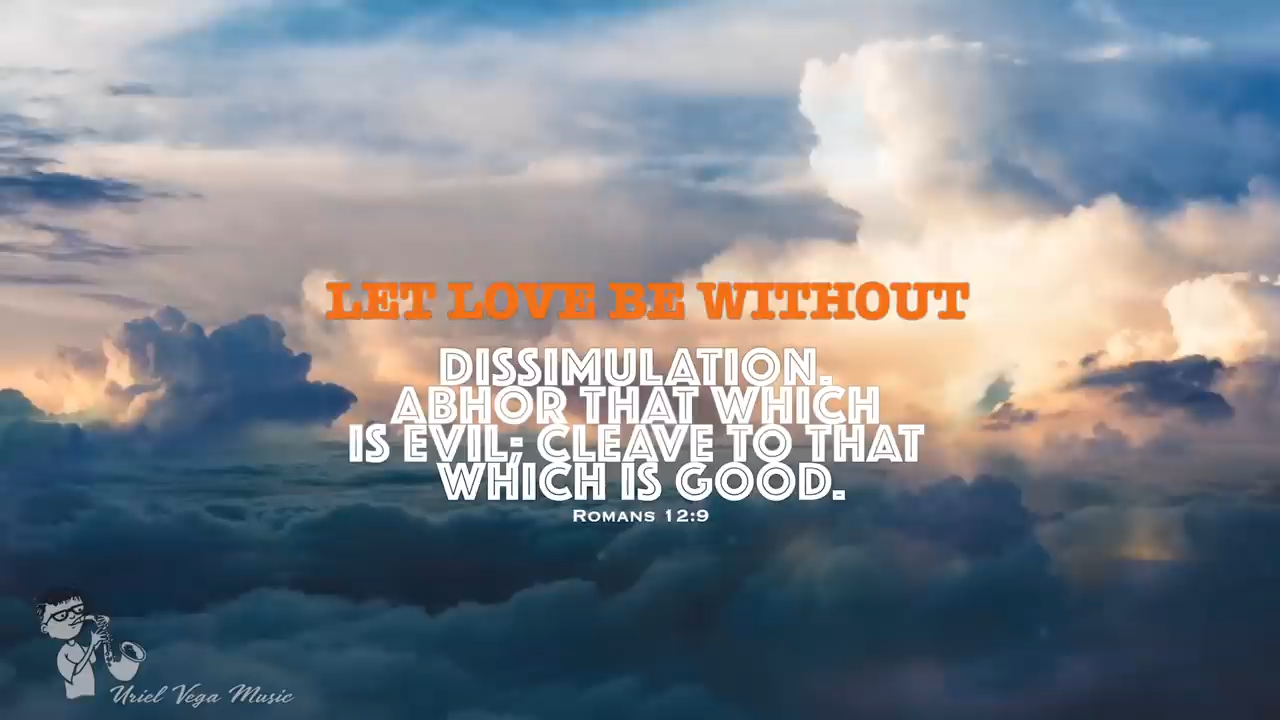 LET LOVE BE WITHOUT
DISSIMULATION.
ABHOR THAT WHICH
IS EVIL; CLEAVE TO THAT
WHICH IS GOOD.
ROMANS 12:9
Uriel Vega Music